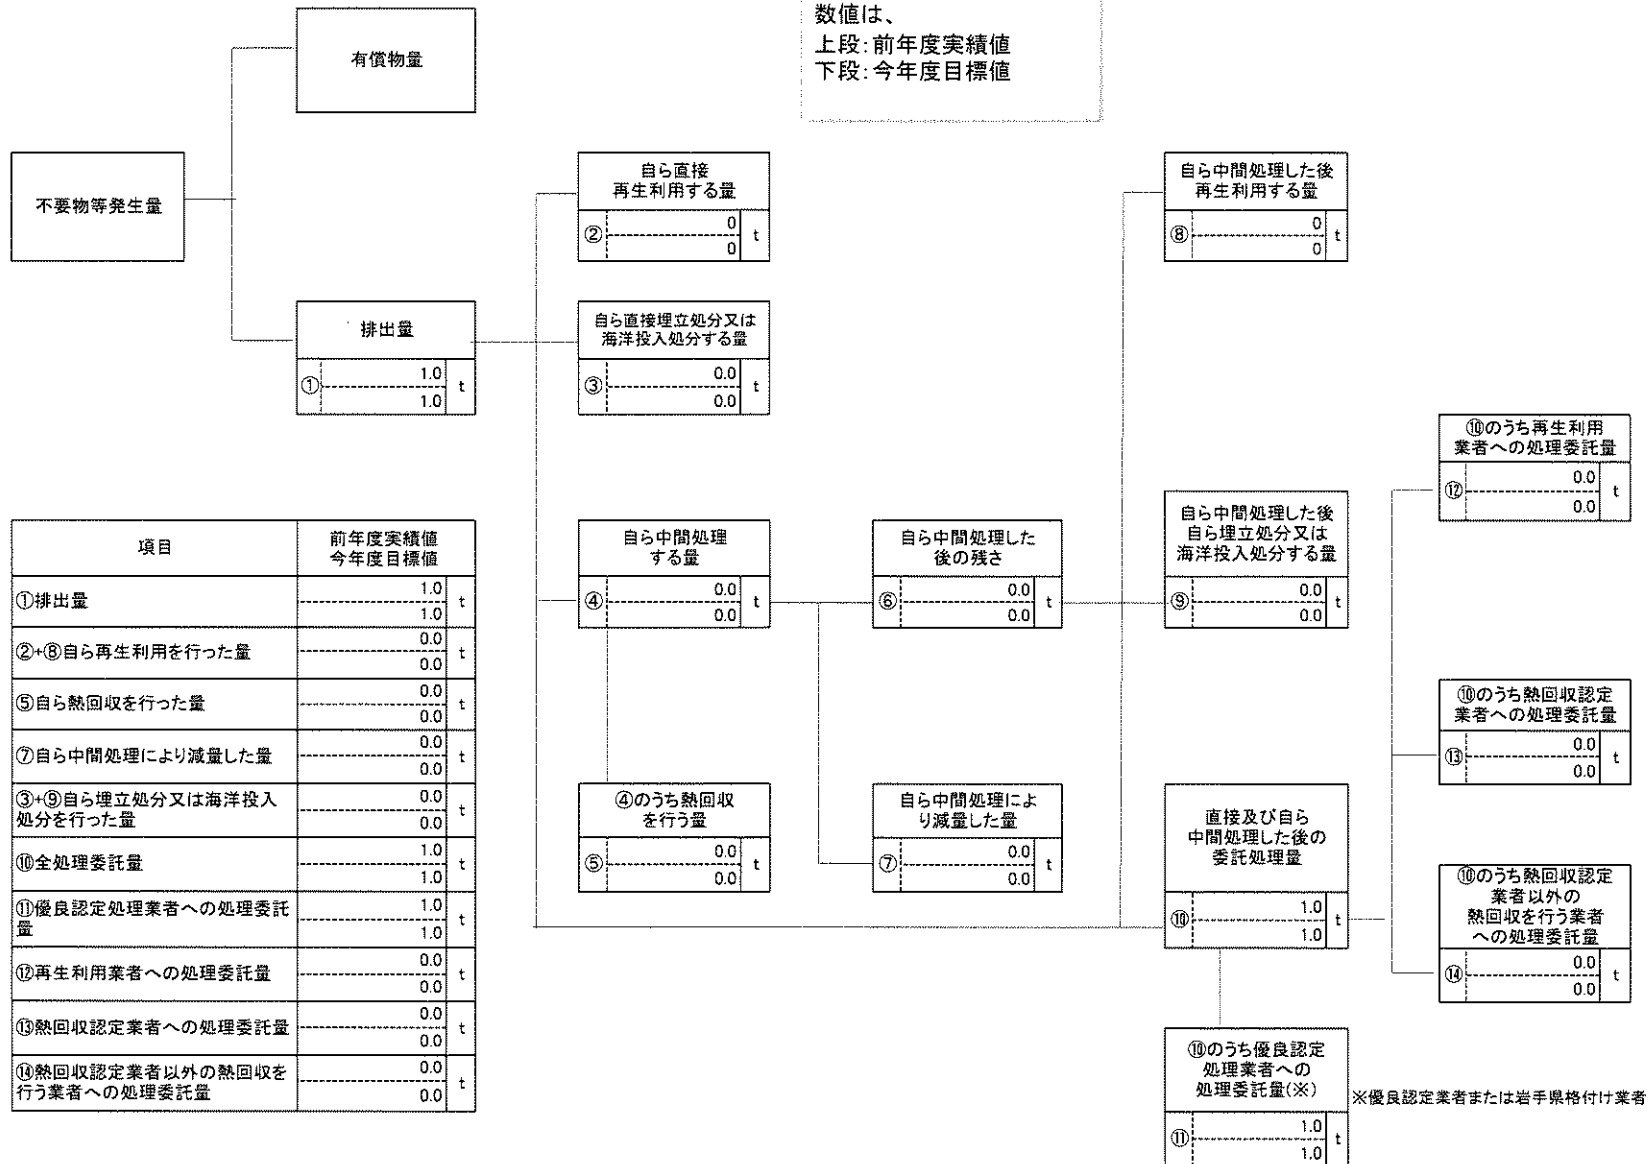 数値は、
上段:前年度実績値
下段:今年度目標値
有償物量
不要物等発生量
排出量
①
1.0
1.0
t
自ら直接
再生利用する量
②
0
0
t
自ら直接埋立処分又は
海洋投入処分する量
③
0.0
0.0
t
自ら中間処理した後
再生利用する量
⑧
0
0
t
自ら中間処理
する量
④
0.0
0.0
t
自ら中間処理した
後の残さ
⑥
0.0
0.0
t
自ら中間処理した後
自ら埋立処分又は
海洋投入処分する量
⑨
0.0
0.0
t
⑩のうち再生利用
業者への処理委託量
⑫
0.0
0.0
t
⑩のうち熱回収認定
業者への処理委託量
⑬
0.0
0.0
t
④のうち熱回収
を行う量
⑤
0.0
0.0
t
自ら中間処理によ
り減量した量
⑦
0.0
0.0
t
直接及び自ら
中間処理した後の
委託処理量
⑩
1.0
1.0
t
⑩のうち熱回収認定
業者以外の
熱回収を行う業者
への処理委託量
⑭
0.0
0.0
t
⑩のうち優良認定
処理業者への
処理委託量(※)
⑪
1.0
1.0
t
※優良認定業者または岩手県格付け業者
項目
前年度実績値
今年度目標値
①排出量
1.0
1.0
t
②+⑧自ら再生利用を行った量
0.0
0.0
t
⑤自ら熱回収を行った量
0.0
0.0
t
⑦自ら中間処理により減量した量
0.0
0.0
t
③+⑨自ら埋立処分又は海洋投入
処分を行った量
0.0
0.0
t
⑩全処理委託量
1.0
1.0
t
⑪優良認定処理業者への処理委託
量
1.0
1.0
t
⑫再生利用業者への処理委託量
0.0
0.0
t
⑬熱回収認定業者への処理委託量
0.0
0.0
t
⑭熱回収認定業者以外の熱回収を
行う業者への処理委託量
0.0
0.0
t